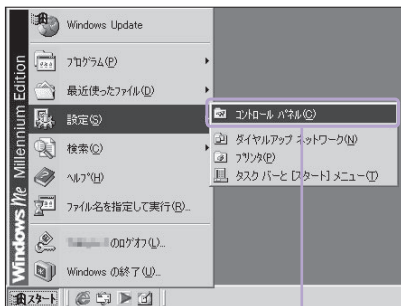 Windows Me Millennium Edition
Windows Update
プログラム(P)
最近使ったファイル(D)
設定(S)
検索(C)
ヘルプ(H)
ファイル名を指定して実行(R)...
のログオフ(L)...
Windows の終了(U)...
コントロール パネル(C)
ダイヤルアップ ネットワーク(N)
プリンタ(P)
タスク バーと [スタート] メニュー(T)
スタート